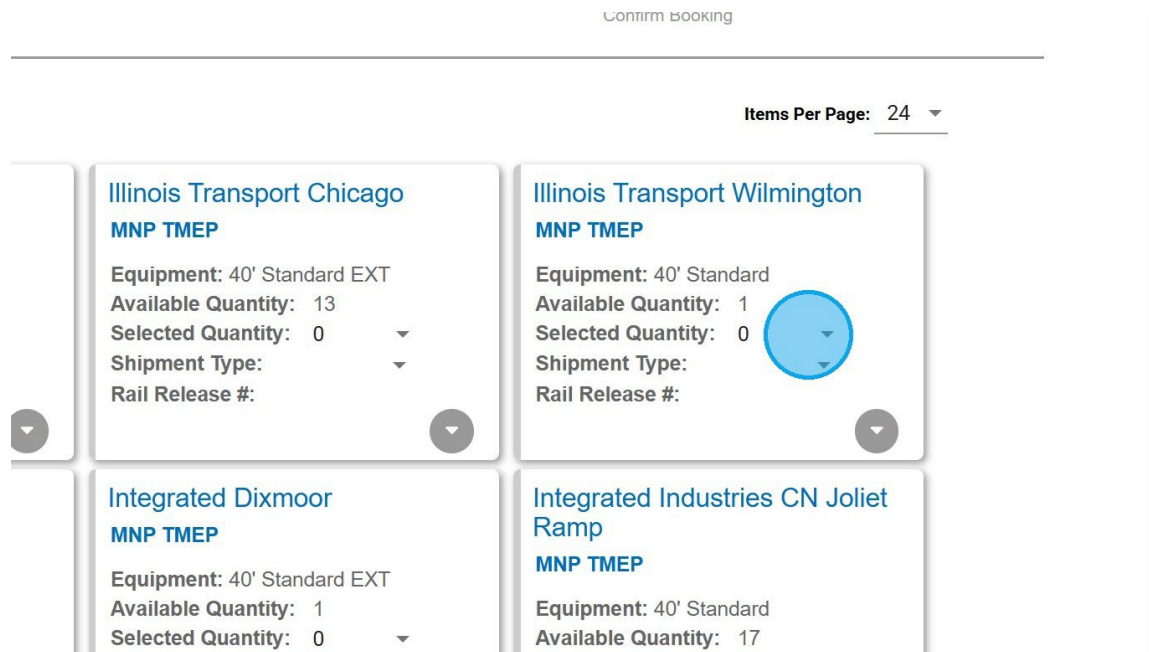 Confirm Booking
Items Per Page: 24
Illinois Transport Chicago
MNP TMEP
Equipment: 40' Standard EXT
Available Quantity: 13
Selected Quantity: 0
Shipment Type:
Rail Release #:
Illinois Transport Wilmington
MNP TMEP
Equipment: 40' Standard
Available Quantity: 1
Selected Quantity: 0
Shipment Type:
Rail Release #:
Integrated Dixmoor
MNP TMEP
Equipment: 40' Standard EXT
Available Quantity: 1
Selected Quantity: 0
Integrated Industries CN Joliet
Ramp
MNP TMEP
Equipment: 40' Standard
Available Quantity: 17